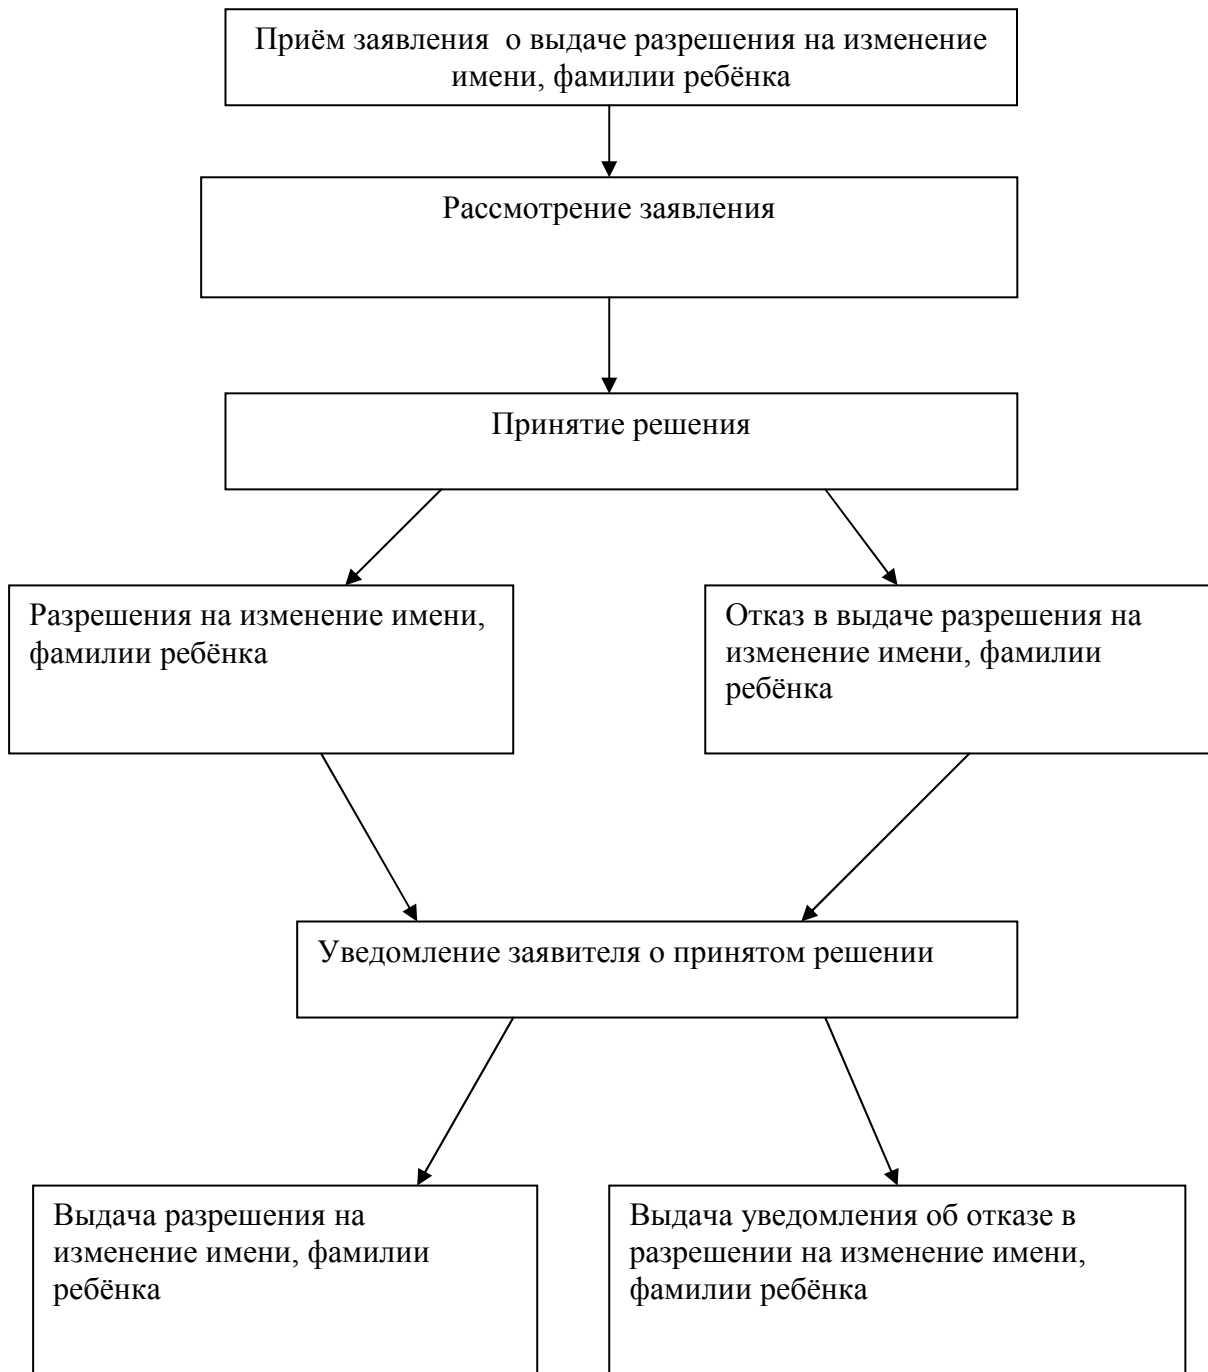 Приём заявления  о выдаче разрешения на изменение
имени, фамилии ребёнка
Рассмотрение заявления
Принятие решения
Разрешения на изменение имени,
фамилии ребёнка
Отказ в выдаче разрешения на
изменение имени, фамилии
ребёнка
Уведомление заявителя о принятом решении
Выдача разрешения на
изменение имени, фамилии
ребёнка
Выдача уведомления об отказе в
разрешении на изменение имени,
фамилии ребёнка